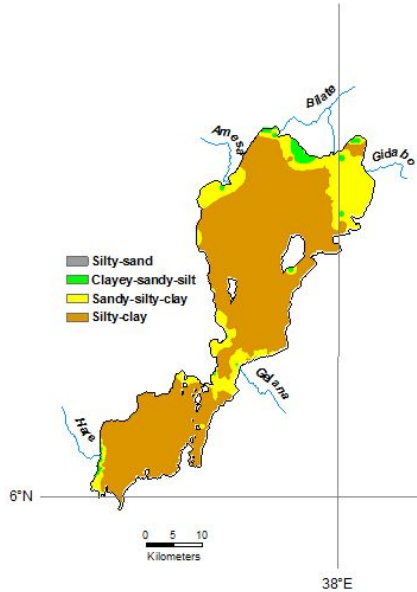 Bilate
Amesa
Gidabo
Silty-sand
Clayey-sandy-silt
Sandy-silty-clay
Silty-clay
Gidana
Hare
6°N
0 5 10
Kilometers
38°E